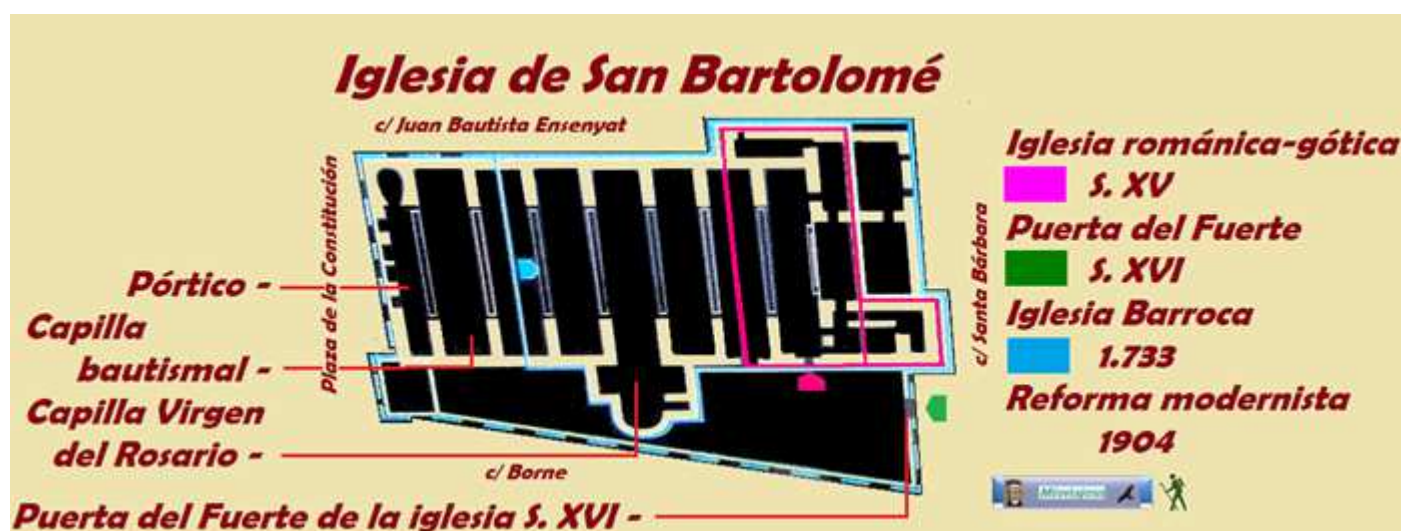 Iglesia de San Bartolomé
c/ Juan Bautista Ensenyat
Plaza de la Constitución
Pórtico -
Capilla
bautismal -
Capilla Virgen
del Rosario -
c/ Borne
Puerta del Fuerte de la iglesia S. XVI -
c/ Santa Bárbara
Iglesia románica-gótica
S. XV
Puerta del Fuerte
S. XVI
Iglesia Barroca
1.733
Reforma modernista
1904